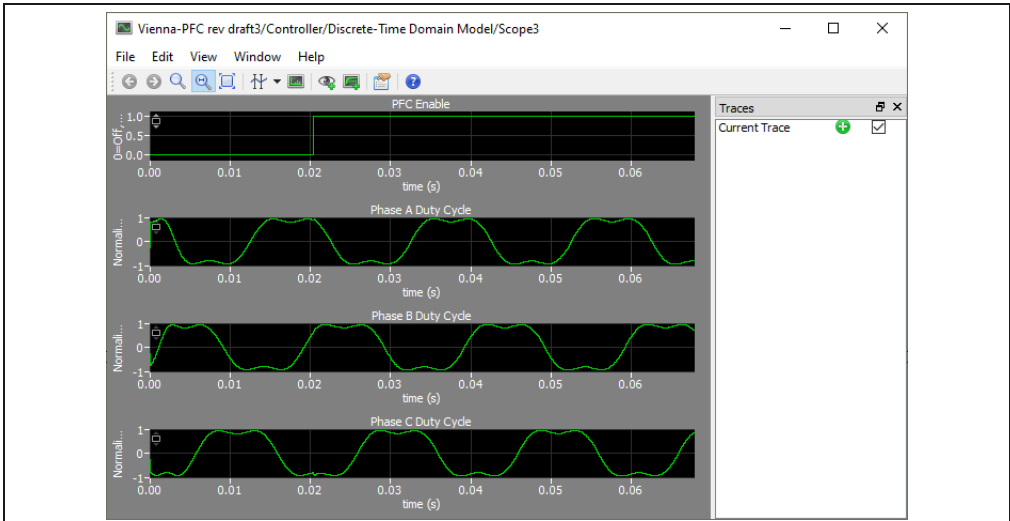 Vienna-PFC rev draft3/Controller/Discrete-Time Domain Model/Scope3
File Edit View Window Help
PFC Enable
0=Off,...
1.0
0.5
0.0
0.00 0.01 0.02 0.03 0.04 0.05 0.06
time (s)
Phase A Duty Cycle
Normali...
1
0
-1
0.00 0.01 0.02 0.03 0.04 0.05 0.06
time (s)
Phase B Duty Cycle
Normali...
1
0
-1
0.00 0.01 0.02 0.03 0.04 0.05 0.06
time (s)
Phase C Duty Cycle
Normali...
1
0
-1
0.00 0.01 0.02 0.03 0.04 0.05 0.06
time (s)
Traces
Current Trace